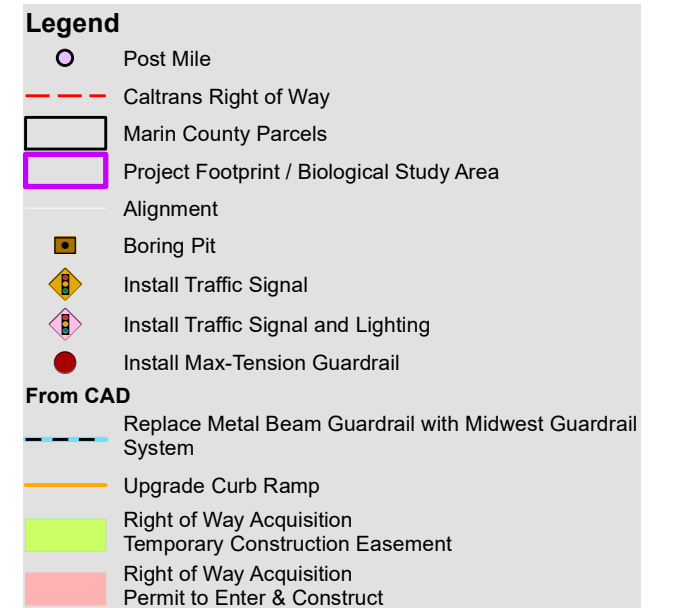 Legend
Post Mile
Caltrans Right of Way
Marin County Parcels
Project Footprint / Biological Study Area
Alignment
Boring Pit
Install Traffic Signal
Install Traffic Signal and Lighting
Install Max-Tension Guardrail
From CAD
Replace Metal Beam Guardrail with Midwest Guardrail
System
Upgrade Curb Ramp
Right of Way Acquisition
Temporary Construction Easement
Right of Way Acquisition
Permit to Enter & Construct